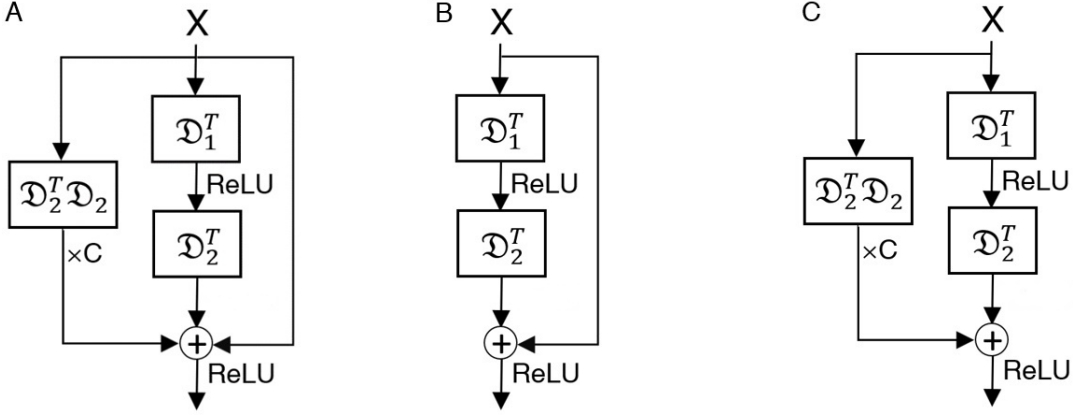 A
X
𝔇₁ᵀ
ReLU
𝔇₂ᵀ𝔇₂
𝔇₂ᵀ
×C
+
ReLU
B
X
𝔇₁ᵀ
ReLU
𝔇₂ᵀ
+
ReLU
C
X
𝔇₁ᵀ
ReLU
𝔇₂ᵀ𝔇₂
𝔇₂ᵀ
×C
+
ReLU